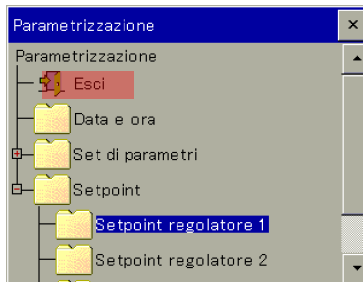 Parametrizzazione
Parametrizzazione
Esci
Data e ora
Set di parametri
Setpoint
Setpoint regolatore 1
Setpoint regolatore 2